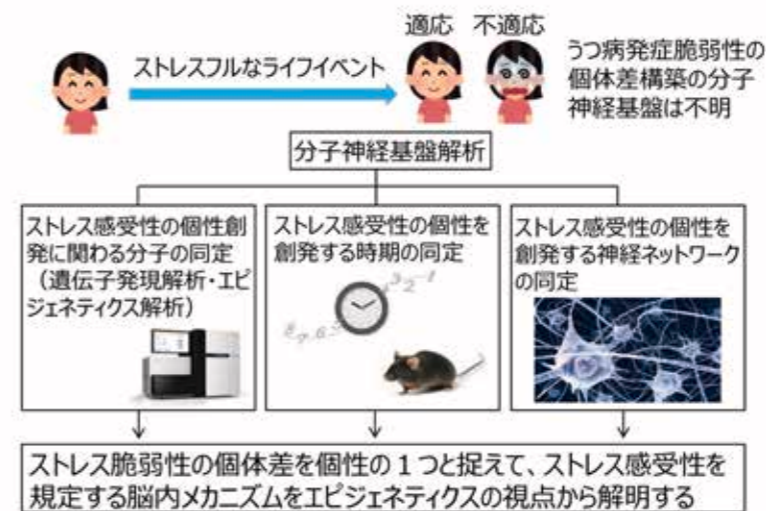 適応 不適応
ストレスフルなライフイベント
うつ病発症脆弱性の
個体差構築の分子
神経基盤は不明
分子神経基盤解析
ストレス感受性の個性創
発に関わる分子の同定
(遺伝子発現解析・エピ
ジェネティクス解析)
ストレス感受性の個性を
創発する時期の同定
ストレス感受性の個性を
創発する神経ネットワーク
の同定
ストレス脆弱性の個体差を個性の1つと捉えて、ストレス感受性を
規定する脳内メカニズムをエピジェネティクスの視点から解明する